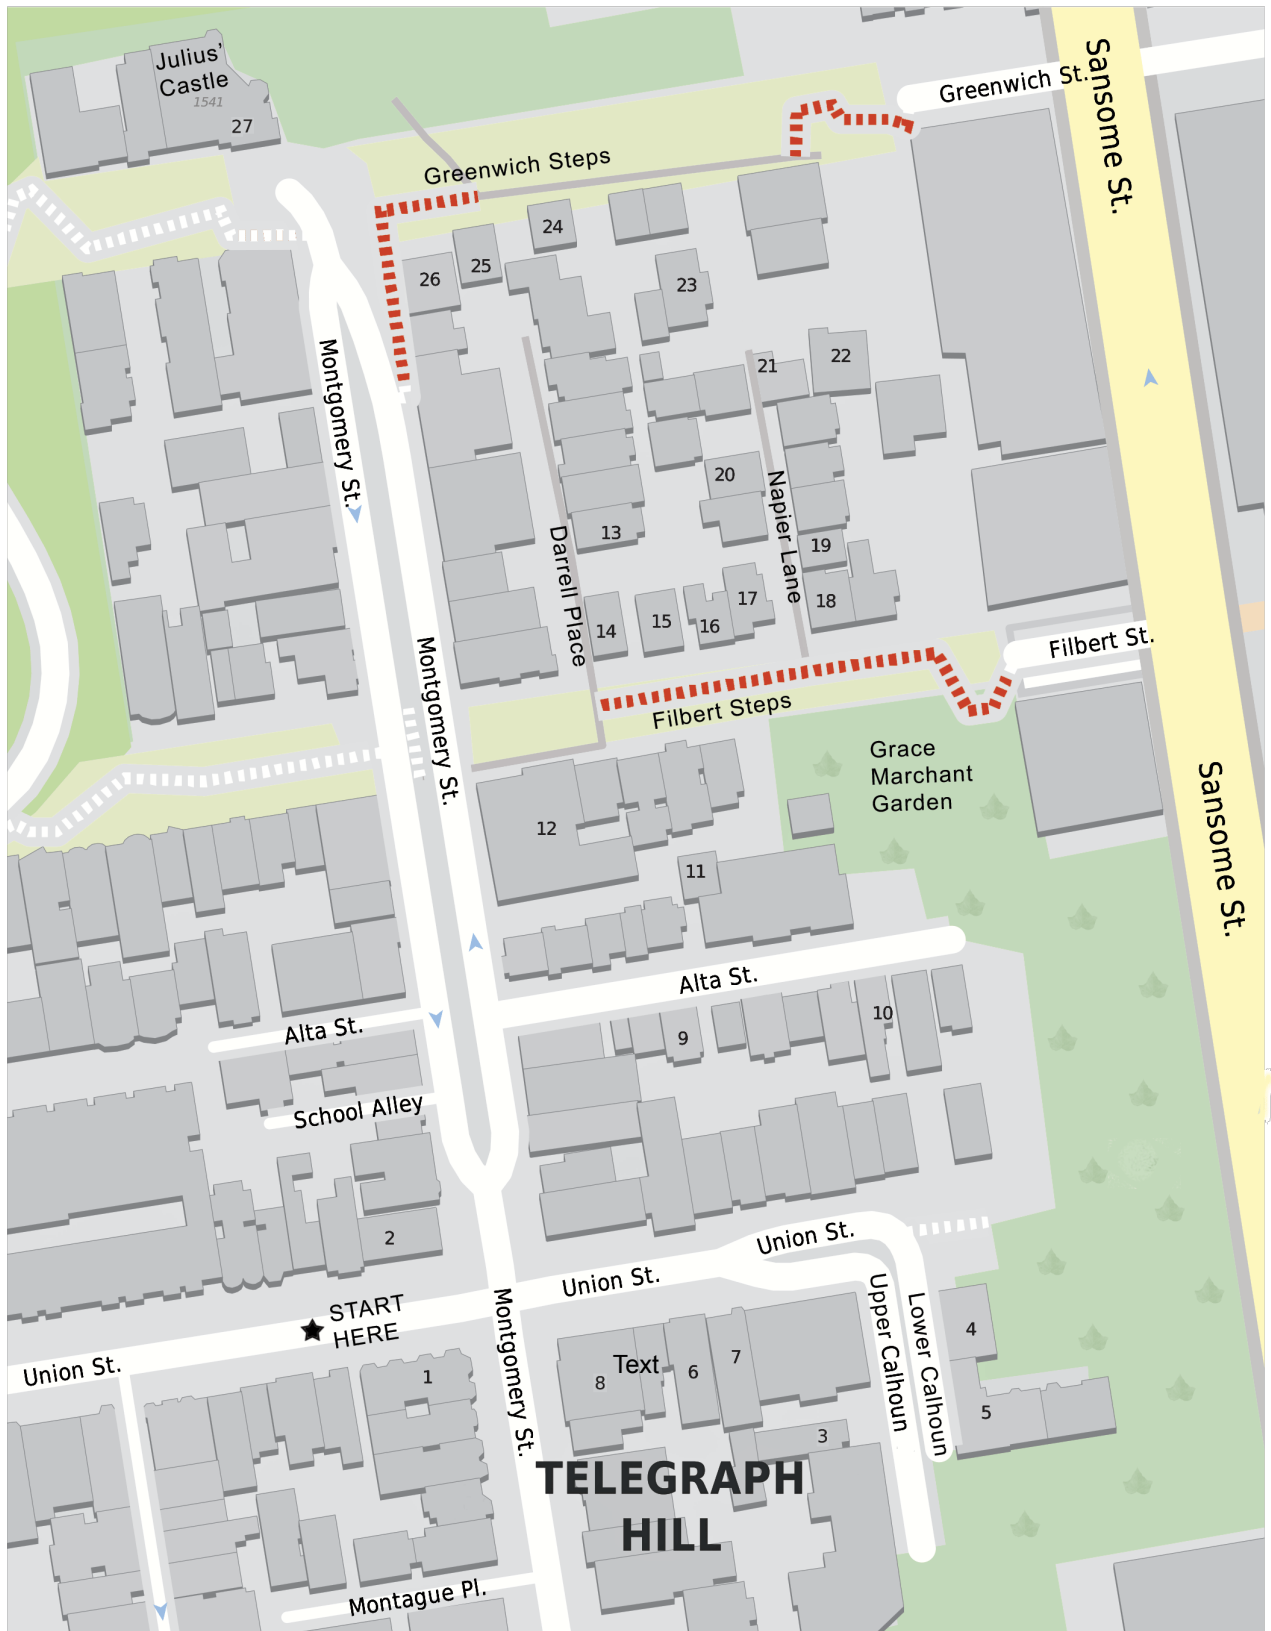 Julius'
Castle
1541
27
Greenwich St.
Sansome St.
Greenwich Steps
24
25
26
23
22
21
Montgomery St.
20
Napier Lane
13
Darrell Place
19
18
17
16
15
14
Filbert St.
Montgomery St.
Filbert Steps
Grace
Marchant
Garden
Sansome St.
12
11
Alta St.
10
9
Alta St.
School Alley
2
Union St.
Union St.
START
HERE
Union St.
Montgomery St.
Upper Calhoun
Lower Calhoun
4
Text
8
6
7
1
5
3
TELEGRAPH
HILL
Montague Pl.